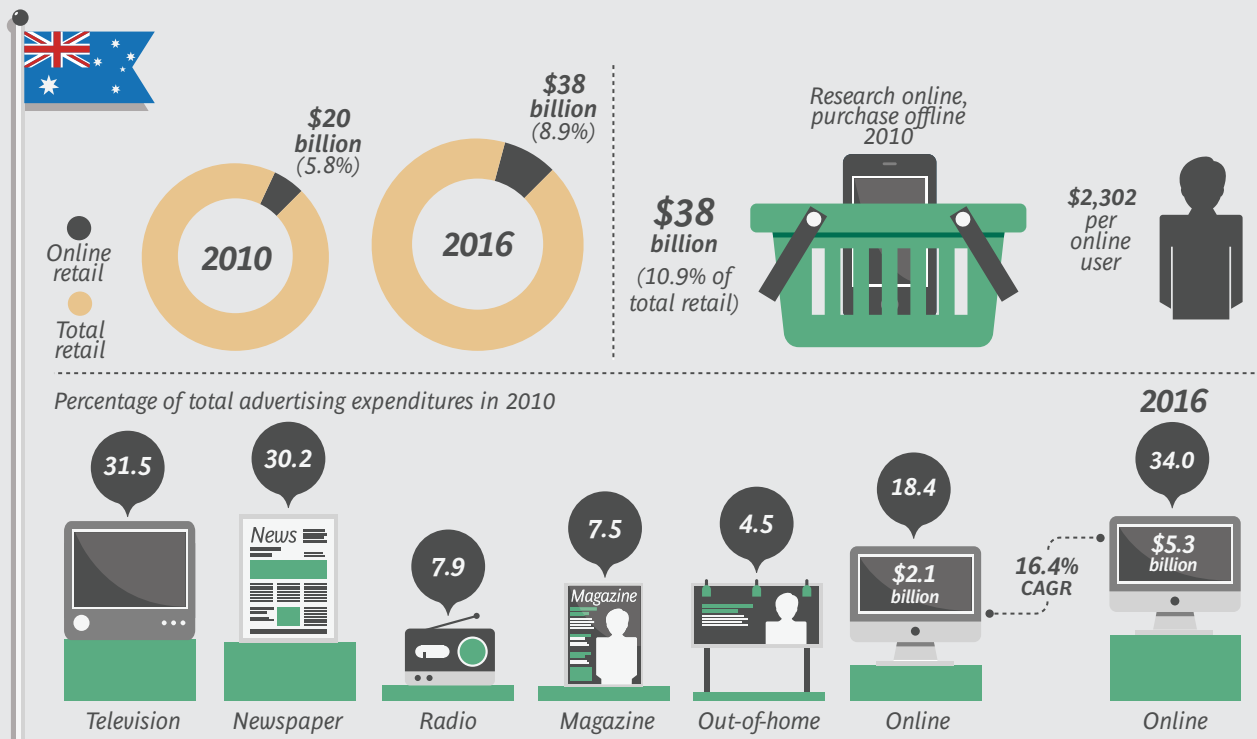 $20
billion
(5.8%)
$38
billion
(8.9%)
Online
retail
Total
retail
2010
2016
Research online,
purchase offline
2010
$38
billion
(10.9% of
total retail)
$2,302
per
online
user
Percentage of total advertising expenditures in 2010
2016
31.5
30.2
7.9
7.5
4.5
18.4
34.0
News
Magazine
$2.1
billion
16.4%
CAGR
$5.3
billion
Television
Newspaper
Radio
Magazine
Out-of-home
Online
Online